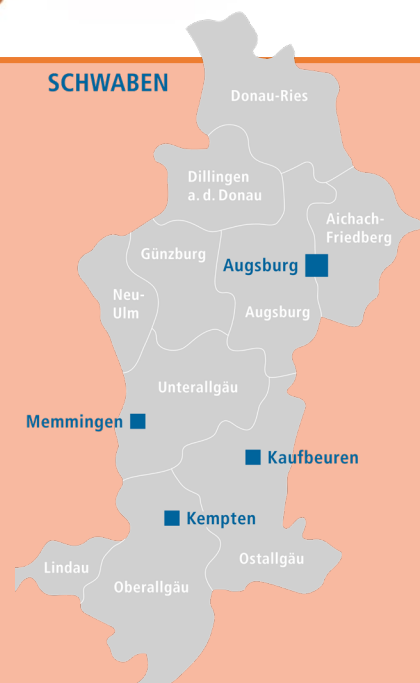 SCHWABEN
Donau-Ries
Dillingen
a. d. Donau
Aichach-
Friedberg
Günzburg
Augsburg
Neu-
Ulm
Augsburg
Unterallgäu
Memmingen
Kaufbeuren
Kempten
Ostallgäu
Lindau
Oberallgäu